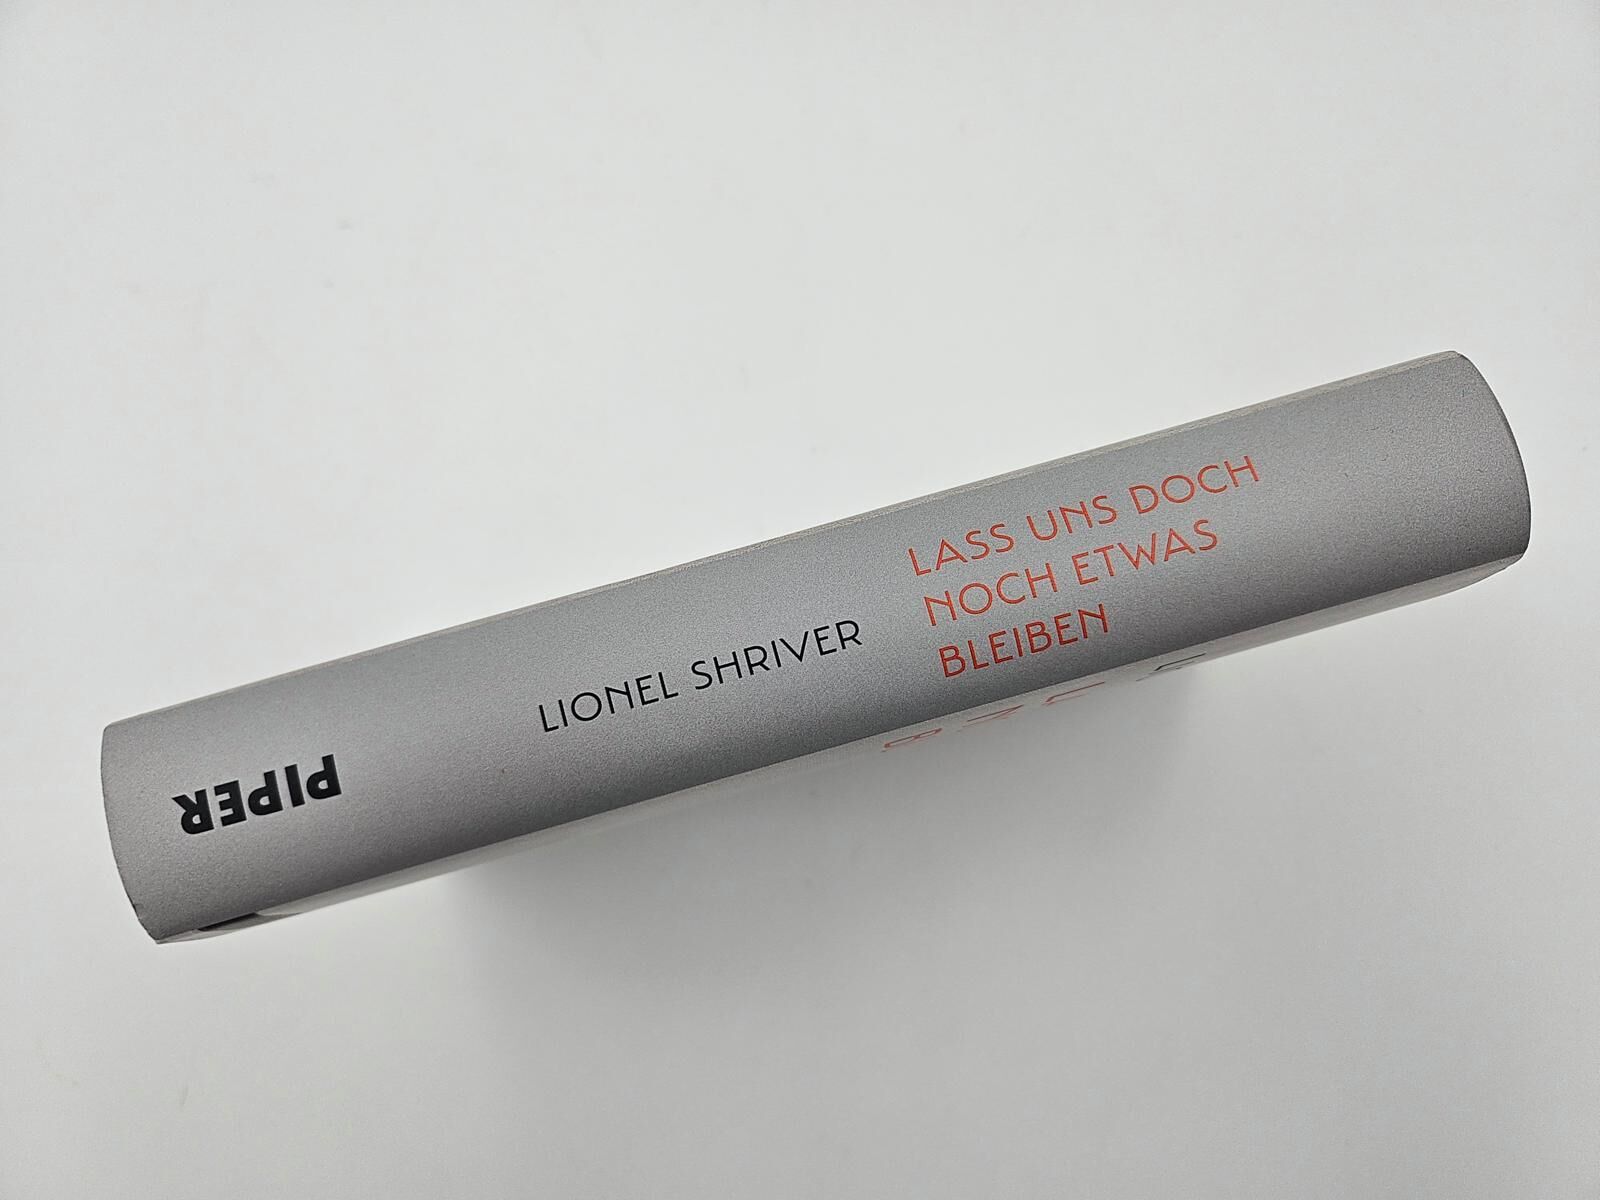 LIONEL SHRIVER
LASS UNS DOCH
NOCH ETWAS
BLEIBEN
PIPER